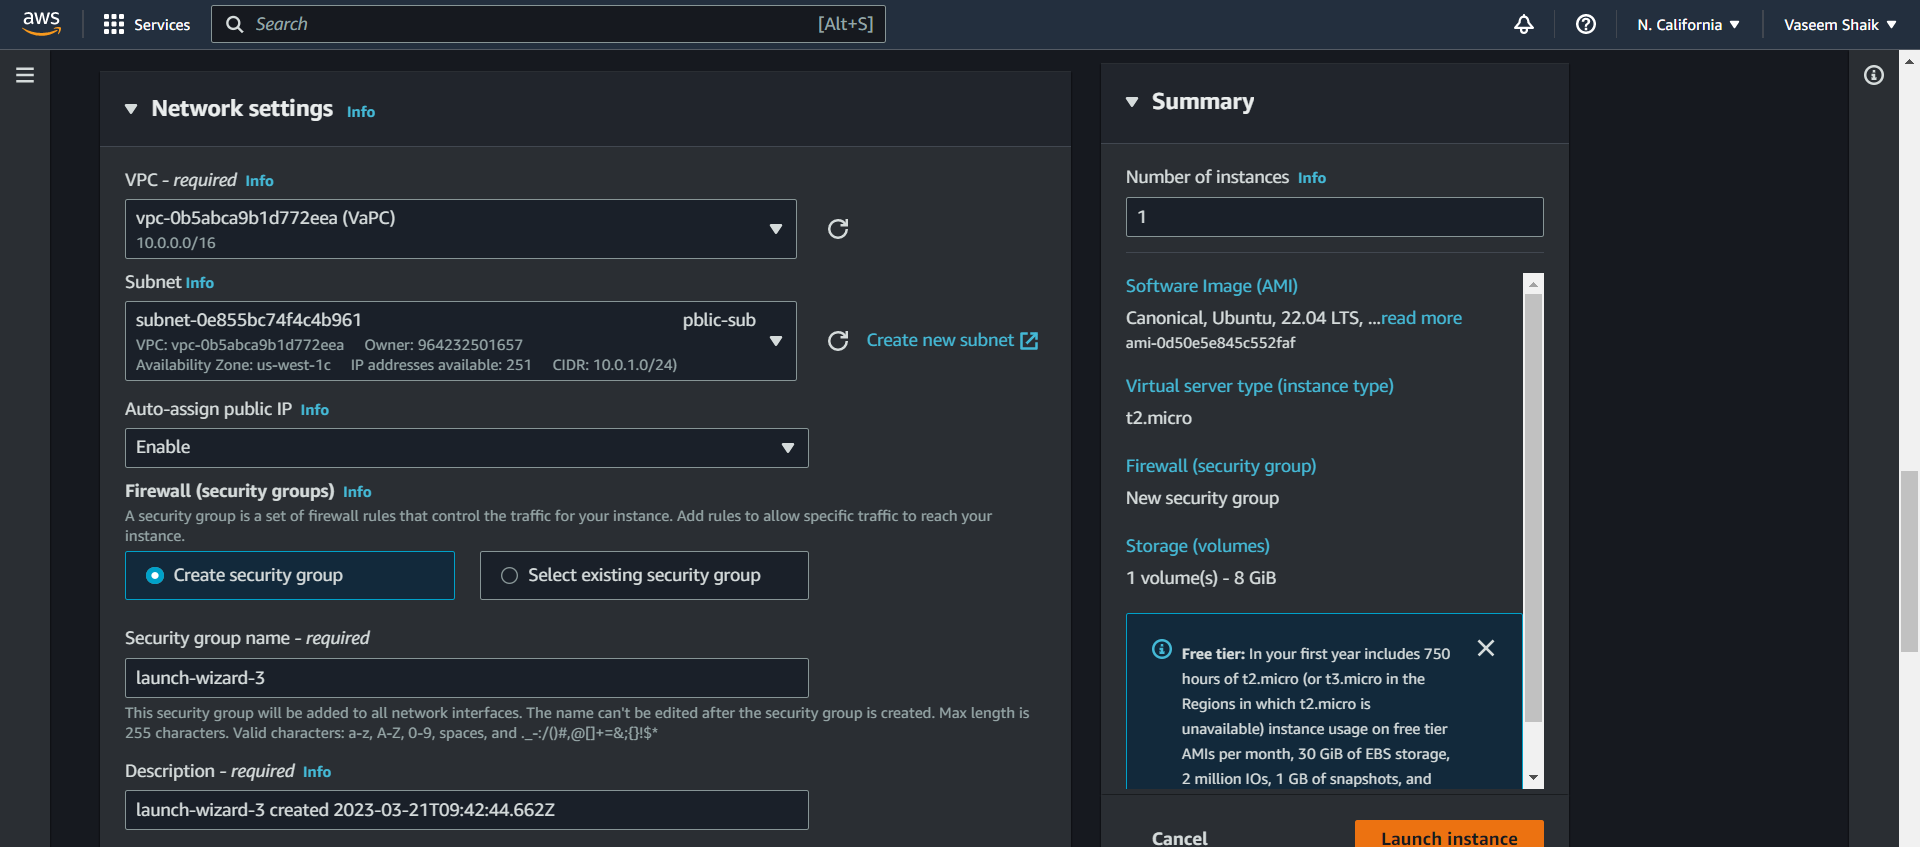 aws
Services
Search
[Alt+S]
N. California
Vaseem Shaik
Network settings Info
VPC - required Info
vpc-0b5abca9b1d772eea (VaPC)
10.0.0.0/16
Subnet Info
subnet-0e855bc74f4c4b961 pblic-sub
VPC: vpc-0b5abca9b1d772eea Owner: 964232501657
Availability Zone: us-west-1c IP addresses available: 251 CIDR: 10.0.1.0/24)
Create new subnet
Auto-assign public IP Info
Enable
Firewall (security groups) Info
A security group is a set of firewall rules that control the traffic for your instance. Add rules to allow specific traffic to reach your
instance.
Create security group
Select existing security group
Security group name - required
launch-wizard-3
This security group will be added to all network interfaces. The name can't be edited after the security group is created. Max length is
255 characters. Valid characters: a-z, A-Z, 0-9, spaces, and ._-:/()#,@[]+=&;{}!$*
Description - required Info
launch-wizard-3 created 2023-03-21T09:42:44.662Z
Summary
Number of instances Info
1
Software Image (AMI)
Canonical, Ubuntu, 22.04 LTS, ...read more
ami-0d50e5e845c552faf
Virtual server type (instance type)
t2.micro
Firewall (security group)
New security group
Storage (volumes)
1 volume(s) - 8 GiB
Free tier: In your first year includes 750
hours of t2.micro (or t3.micro in the
Regions in which t2.micro is
unavailable) instance usage on free tier
AMIs per month, 30 GiB of EBS storage,
2 million IOs, 1 GB of snapshots, and
Cancel
Launch instance